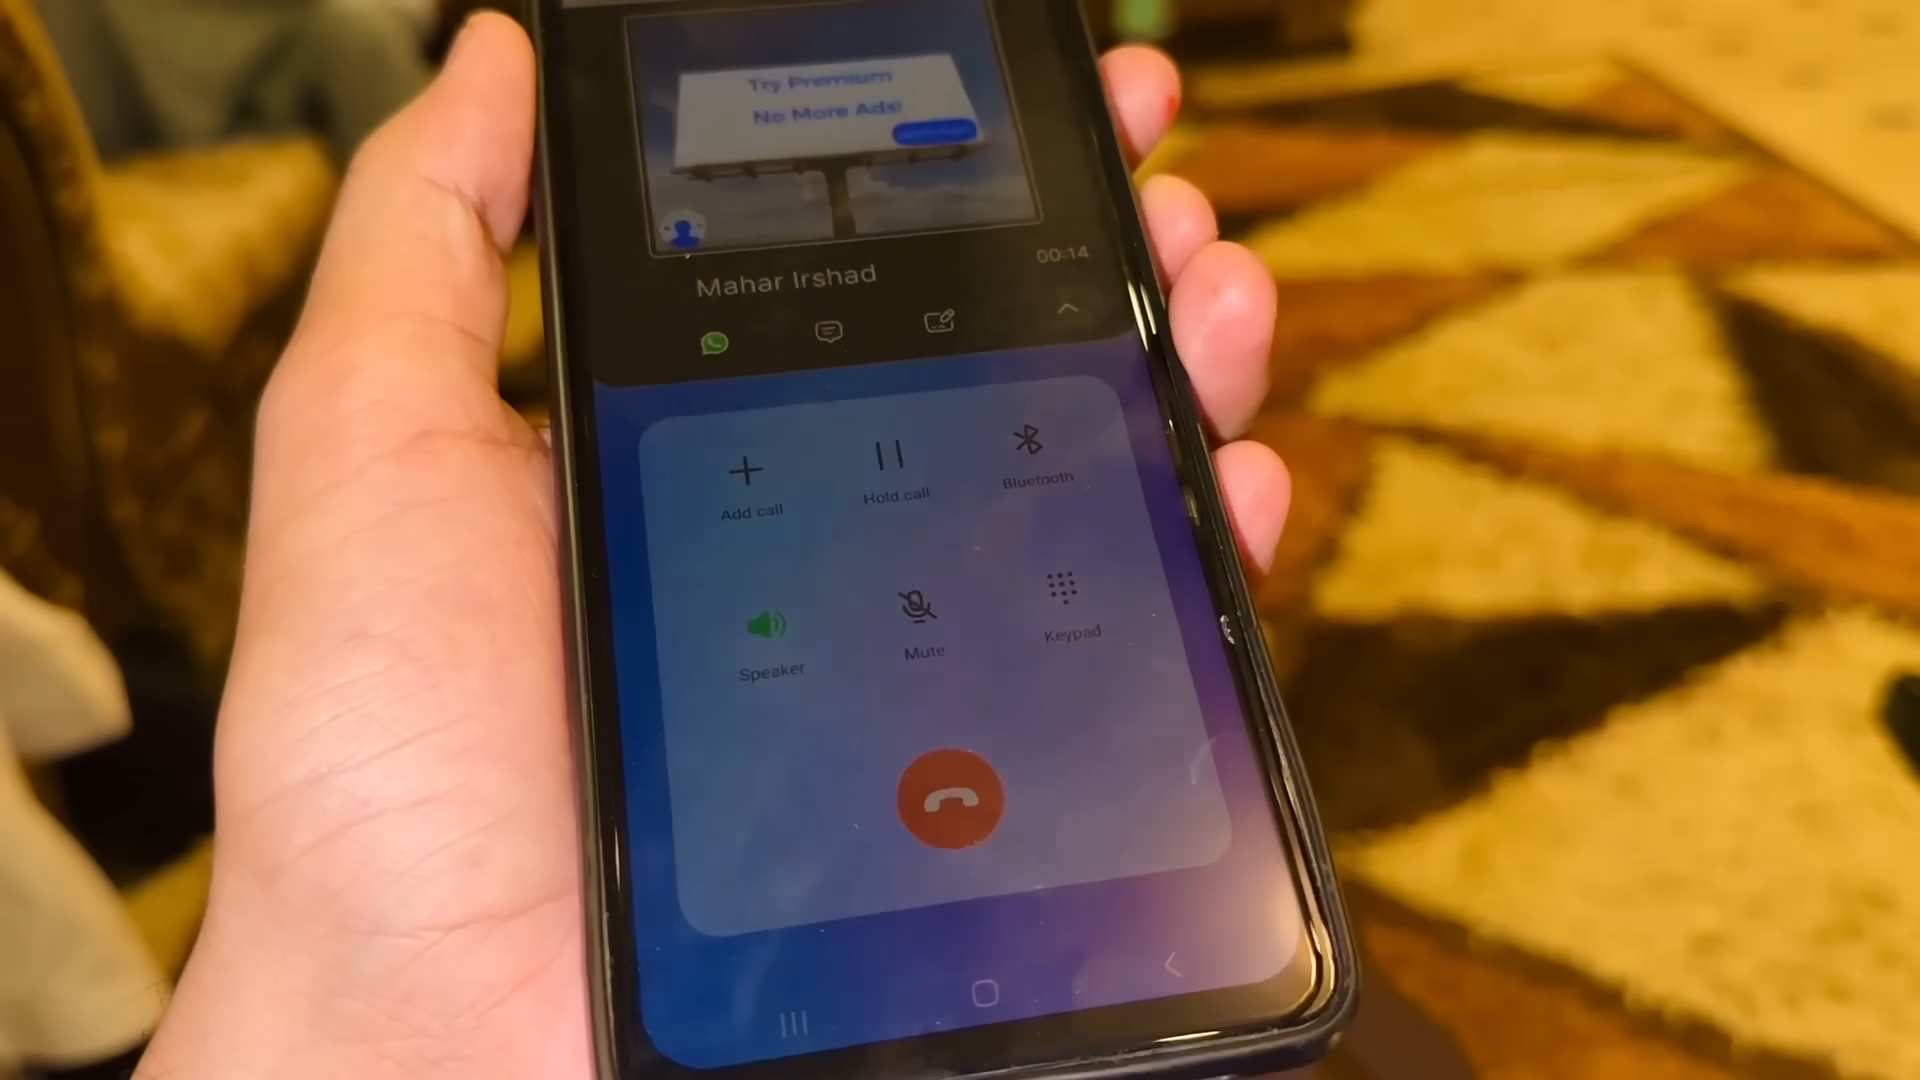 Try Premium
No More Ads!
Mahar Irshad
00:14
Add call
Hold call
Bluetooth
Speaker
Mute
Keypad